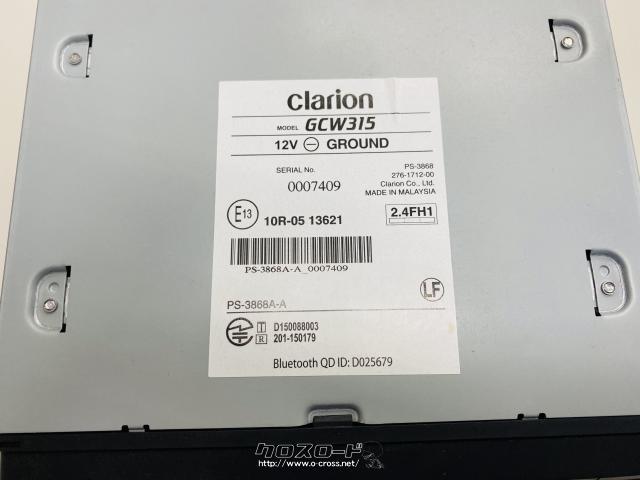 clarion
MODEL GCW315
12V ⊖ GROUND
SERIAL No.
0007409
PS-3868
276-1712-00
Clarion Co., Ltd.
MADE IN MALAYSIA
E13 10R-05 13621
2.4FH1
PS-3868A-A_0007409
LF
PS-3868A-A
T D150088003
R 201-150179
Bluetooth QD ID: D025679
クロスロード
http://www.o-cross.net/